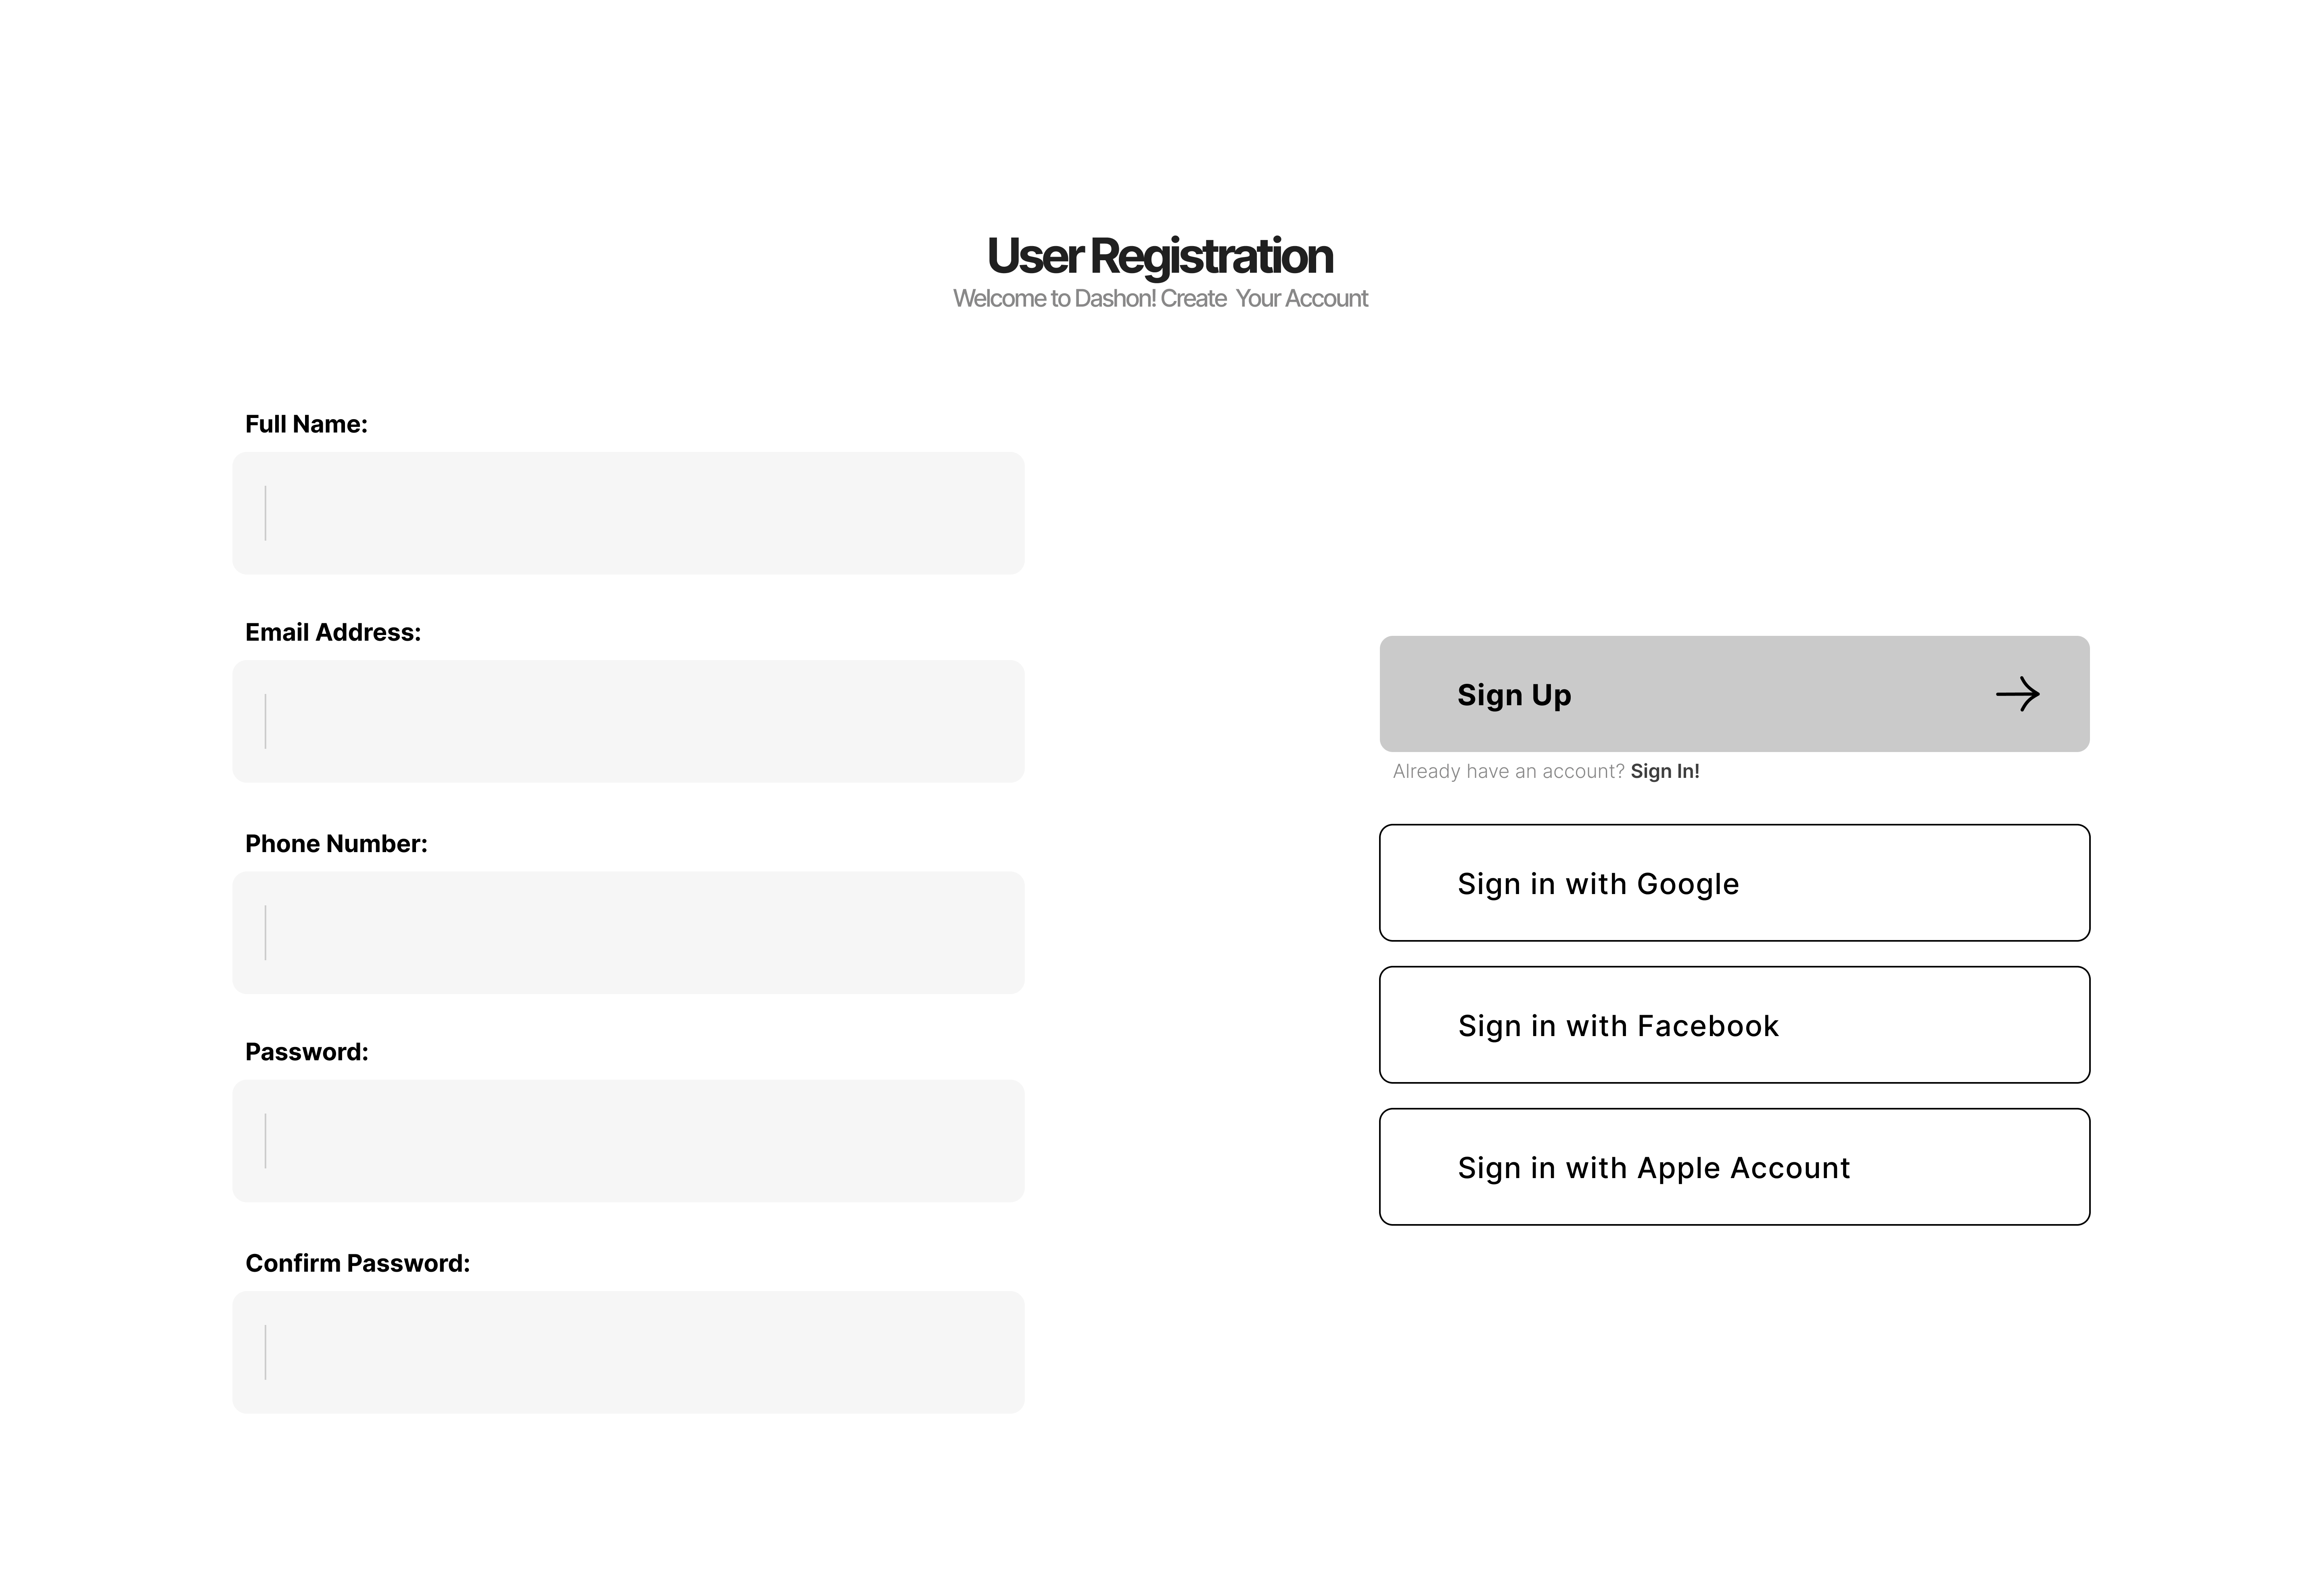 User Registration
Welcome to Dashon! Create  Your Account
Full Name:
Email Address:
Phone Number:
Password:
Confirm Password:
Sign Up
Already have an account? Sign In!
Sign in with Google
Sign in with Facebook
Sign in with Apple Account